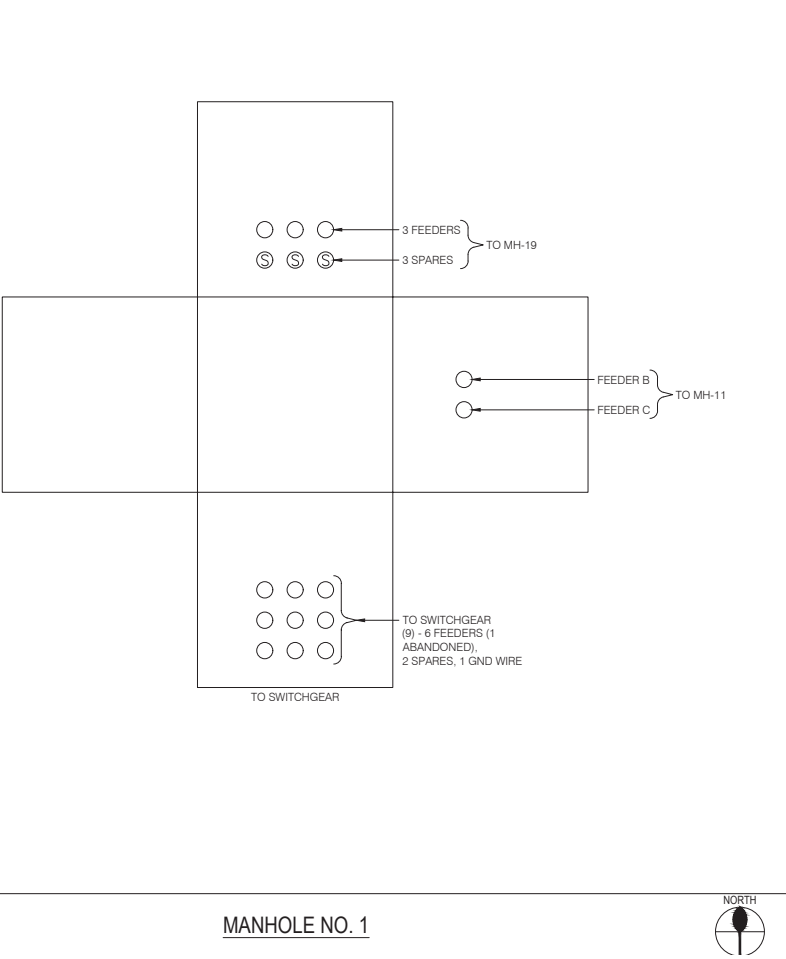 3 FEEDERS
TO MH-19
S S S
3 SPARES
FEEDER B
TO MH-11
FEEDER C
TO SWITCHGEAR
(9) - 6 FEEDERS (1
ABANDONED),
2 SPARES, 1 GND WIRE
TO SWITCHGEAR
MANHOLE NO. 1
NORTH